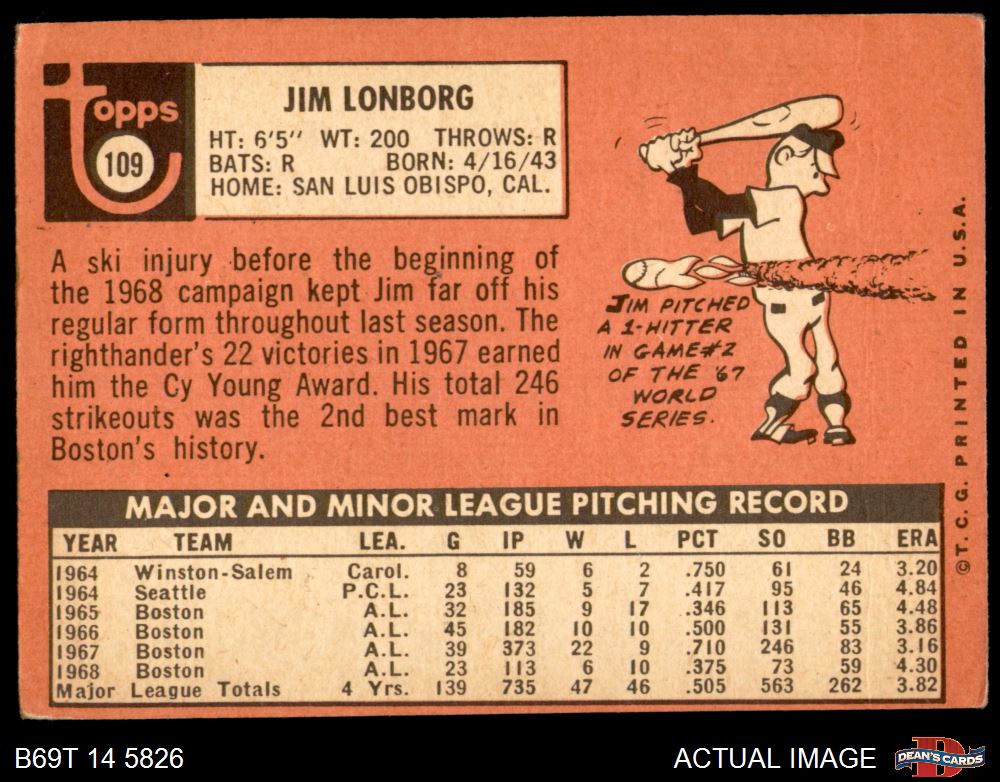 Topps
109
JIM LONBORG
HT: 6'5" WT: 200 THROWS: R
BATS: R BORN: 4/16/43
HOME: SAN LUIS OBISPO, CAL.
A ski injury before the beginning of
the 1968 campaign kept Jim far off his
regular form throughout last season. The
righthander's 22 victories in 1967 earned
him the Cy Young Award. His total 246
strikeouts was the 2nd best mark in
Boston's history.
JIM PITCHED
A 1-HITTER
IN GAME #2
OF THE '67
WORLD
SERIES.
©T.C.G. PRINTED IN U.S.A.
MAJOR AND MINOR LEAGUE PITCHING RECORD
YEAR TEAM LEA. G IP W L PCT SO BB ERA
1964 Winston-Salem Carol. 8 59 6 2 .750 61 24 3.20
1964 Seattle P.C.L. 23 132 5 7 .417 95 46 4.84
1965 Boston A.L. 32 185 9 17 .346 113 65 4.48
1966 Boston A.L. 45 182 10 10 .500 131 55 3.86
1967 Boston A.L. 39 373 22 9 .710 246 83 3.16
1968 Boston A.L. 23 113 6 10 .375 73 59 4.30
Major League Totals 4 Yrs. 139 735 47 46 .505 563 262 3.82
B69T 14 5826
ACTUAL IMAGE
D
DEAN'S CARDS